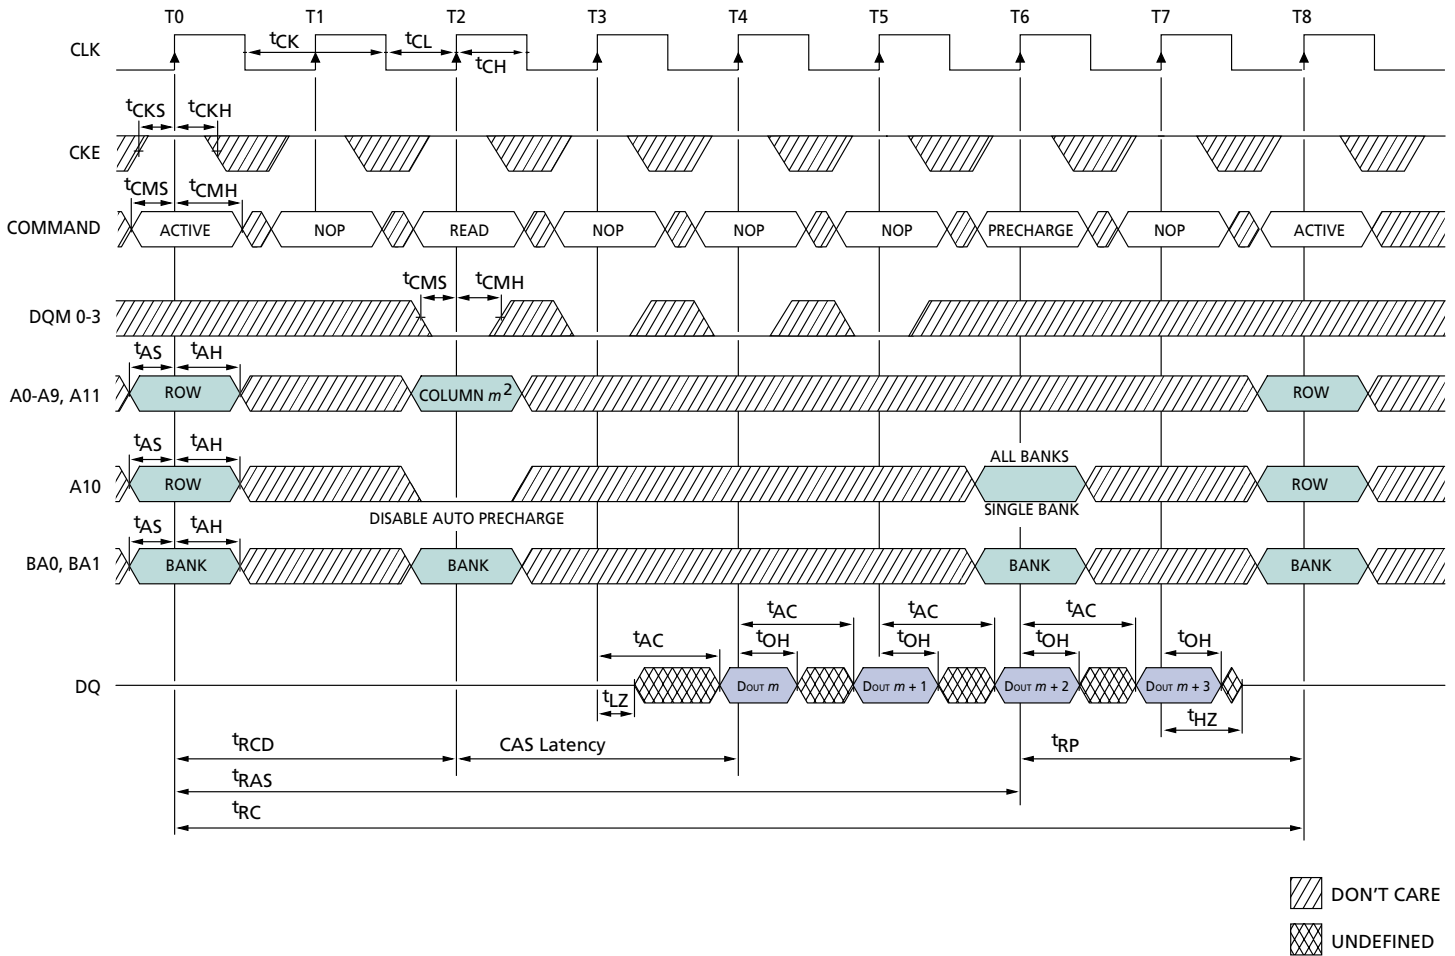 T0 T1 T2 T3 T4 T5 T6 T7 T8
CLK
tCK tCL tCH
tCKS tCKH
CKE
tCMS tCMH
COMMAND ACTIVE NOP READ NOP NOP NOP PRECHARGE NOP ACTIVE
tCMS tCMH
DQM 0-3
tAS tAH
A0-A9, A11 ROW COLUMN m2 ROW
tAS tAH
ALL BANKS
A10 ROW ROW
DISABLE AUTO PRECHARGE SINGLE BANK
tAS tAH
BA0, BA1 BANK BANK BANK BANK
tAC tAC tAC
tAC tOH tOH tOH tOH
DQ DOUT m DOUT m + 1 DOUT m + 2 DOUT m + 3
tLZ tHZ
tRCD CAS Latency tRP
tRAS
tRC
DON'T CARE
UNDEFINED